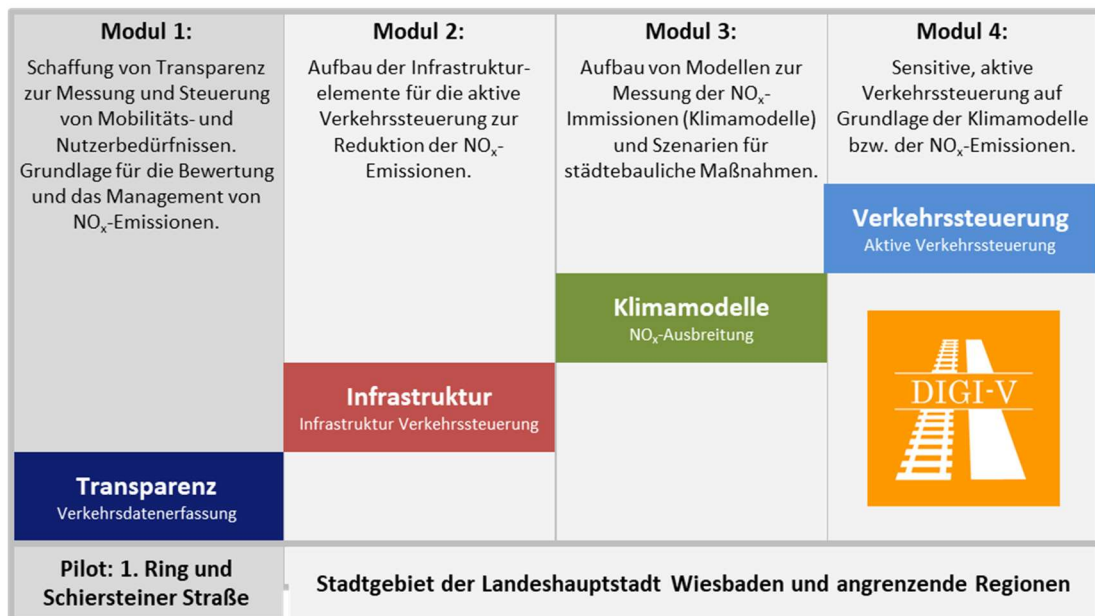 Modul 1:
Schaffung von Transparenz
zur Messung und Steuerung
von Mobilitäts- und
Nutzerbedürfnissen.
Grundlage für die Bewertung
und das Management von
NOx-Emissionen.
Modul 2:
Aufbau der Infrastruktur-
elemente für die aktive
Verkehrssteuerung zur
Reduktion der NOx-
Emissionen.
Modul 3:
Aufbau von Modellen zur
Messung der NOx-
Immissionen (Klimamodelle)
und Szenarien für
städtebauliche Maßnahmen.
Modul 4:
Sensitive, aktive
Verkehrssteuerung auf
Grundlage der Klimamodelle
bzw. der NOx-Emissionen.
Verkehrssteuerung
Aktive Verkehrssteuerung
Klimamodelle
NOx-Ausbreitung
DIGI-V
Infrastruktur
Infrastruktur Verkehrssteuerung
Transparenz
Verkehrsdatenerfassung
Pilot: 1. Ring und
Schiersteiner Straße
Stadtgebiet der Landeshauptstadt Wiesbaden und angrenzende Regionen